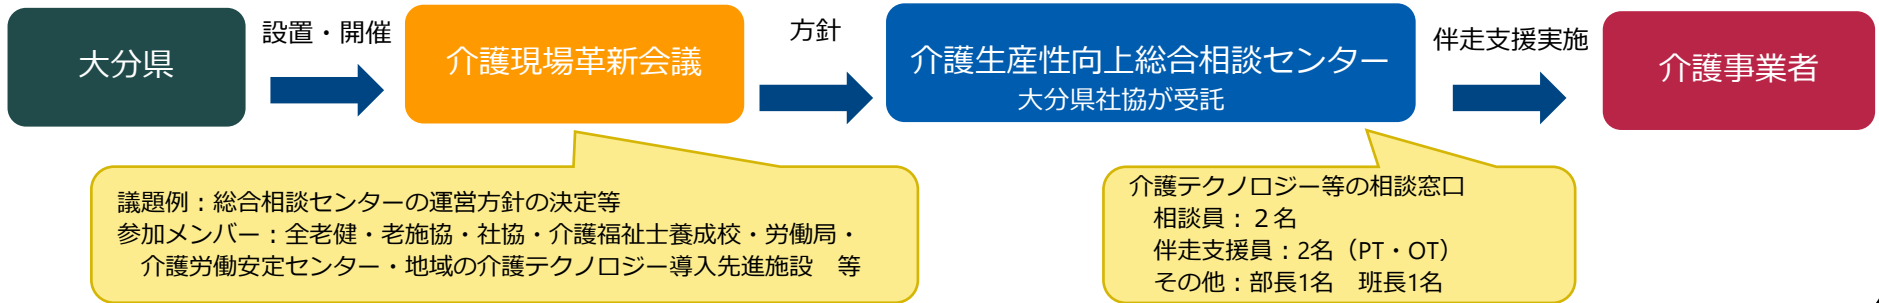 大分県
設置・開催
介護現場革新会議
方針
介護生産性向上総合相談センター
大分県社協が受託
伴走支援実施
介護事業者
議題例：総合相談センターの運営方針の決定等
参加メンバー：全老健・老施協・社協・介護福祉士養成校・労働局・
介護労働安定センター・地域の介護テクノロジー導入先進施設　等
介護テクノロジー等の相談窓口
相談員：２名
伴走支援員：2名（PT・OT）
その他：部長1名　班長1名